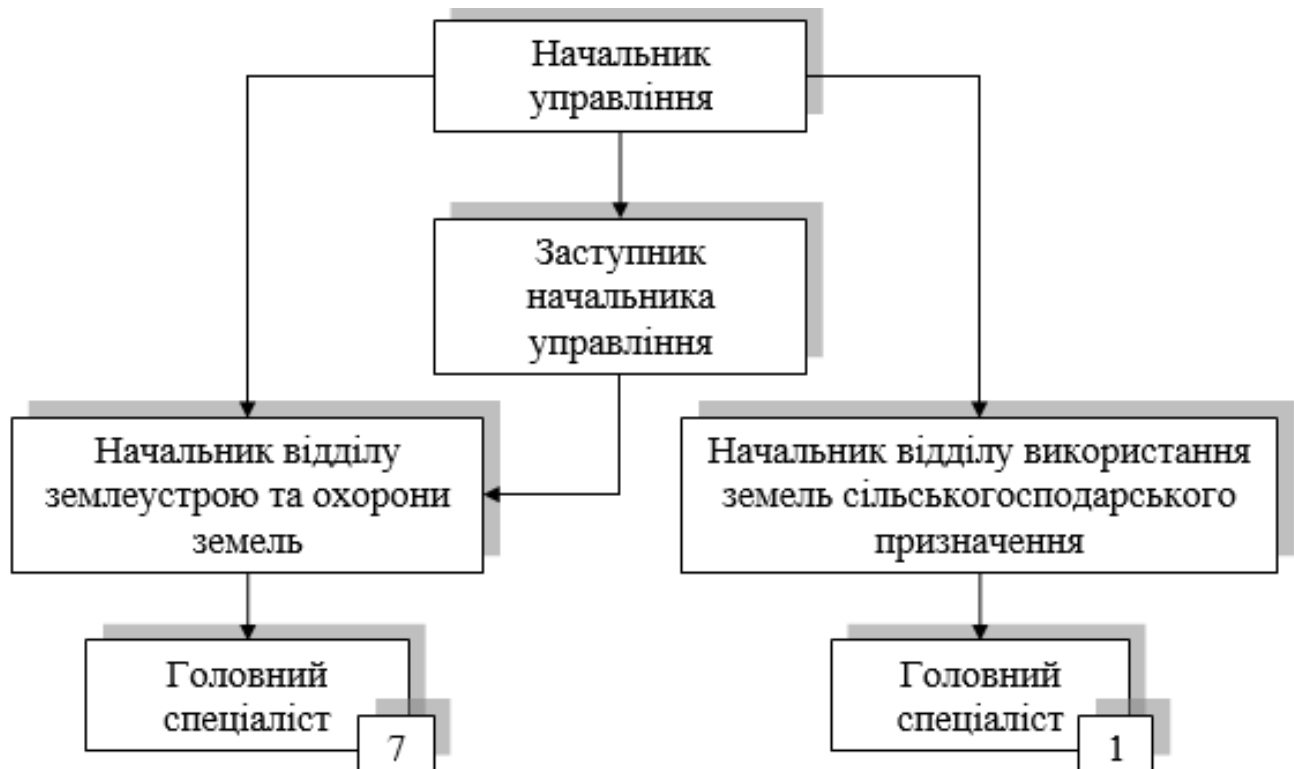 Начальник
управління
Заступник
начальника
управління
Начальник відділу
землеустрою та охорони
земель
Начальник відділу використання
земель сільськогосподарського
призначення
Головний
спеціаліст
7
Головний
спеціаліст
1